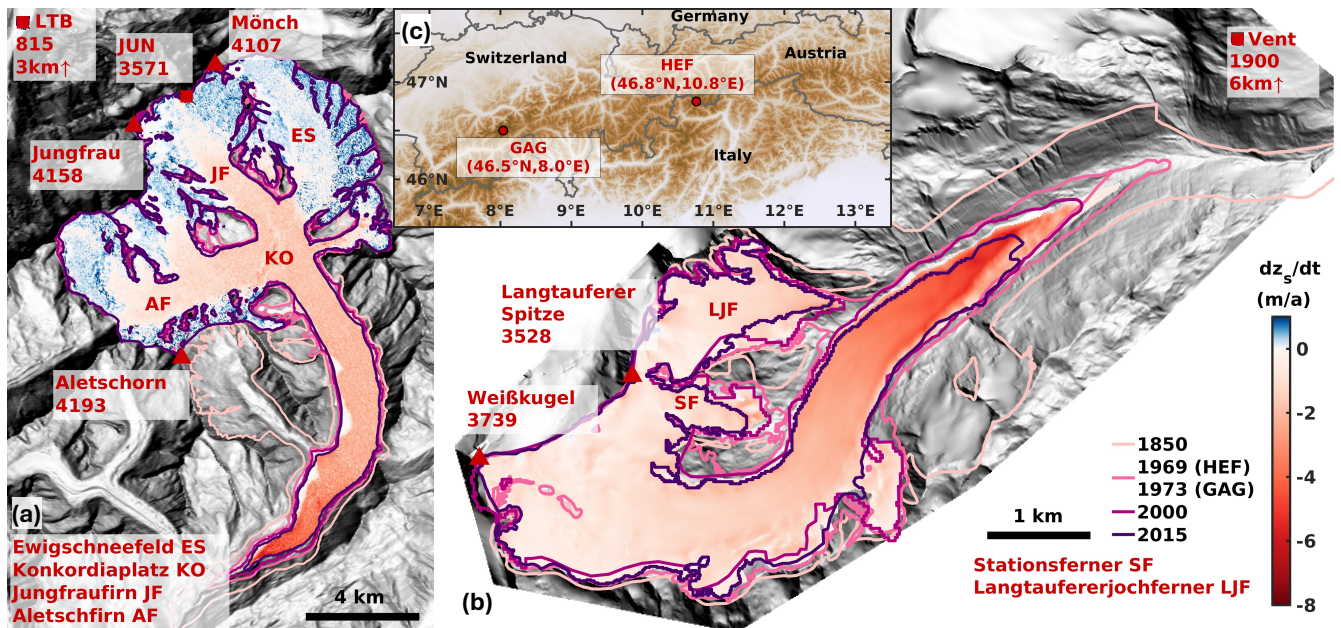 LTB
815
3km↑
JUN
3571
Mönch
4107
ES
Jungfrau
4158
JF
KO
AF
Aletschorn
4193
(a)
Ewigschneefeld ES
Konkordiaplatz KO
Jungfraufirn JF
Aletschfirn AF
4 km
(c)
Germany
Switzerland
Austria
47°N
HEF
(46.8°N,10.8°E)
GAG
(46.5°N,8.0°E)
Italy
46°N
7°E
8°E
9°E
10°E
11°E
12°E
13°E
Vent
1900
6km↑
Langtauferer
Spitze
3528
LJF
Weißkugel
3739
SF
(b)
1850
1969 (HEF)
1973 (GAG)
2000
2015
1 km
Stationsferner SF
Langtaufererjochferner LJF
dzs/dt
(m/a)
0
-2
-4
-6
-8